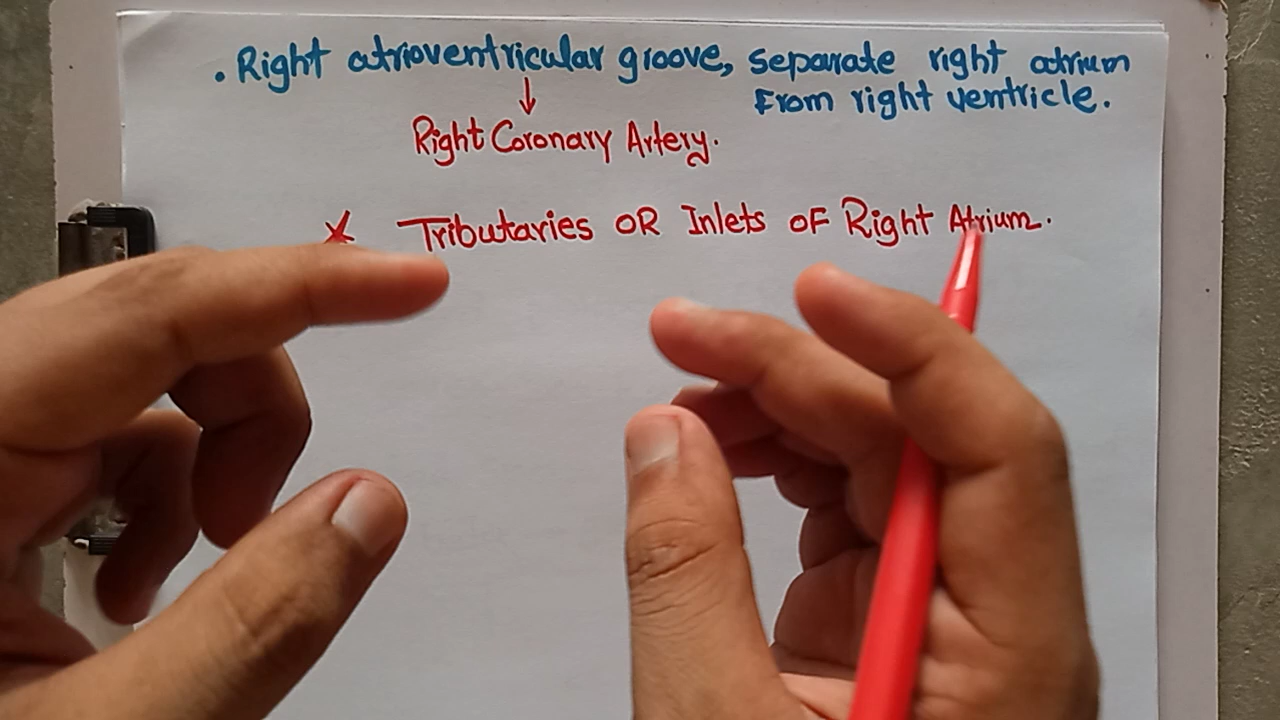 . Right atrioventricular groove, separate right atrium
From right ventricle.
↓
Right Coronary Artery.
* Tributaries OR Inlets OF Right Atrium.